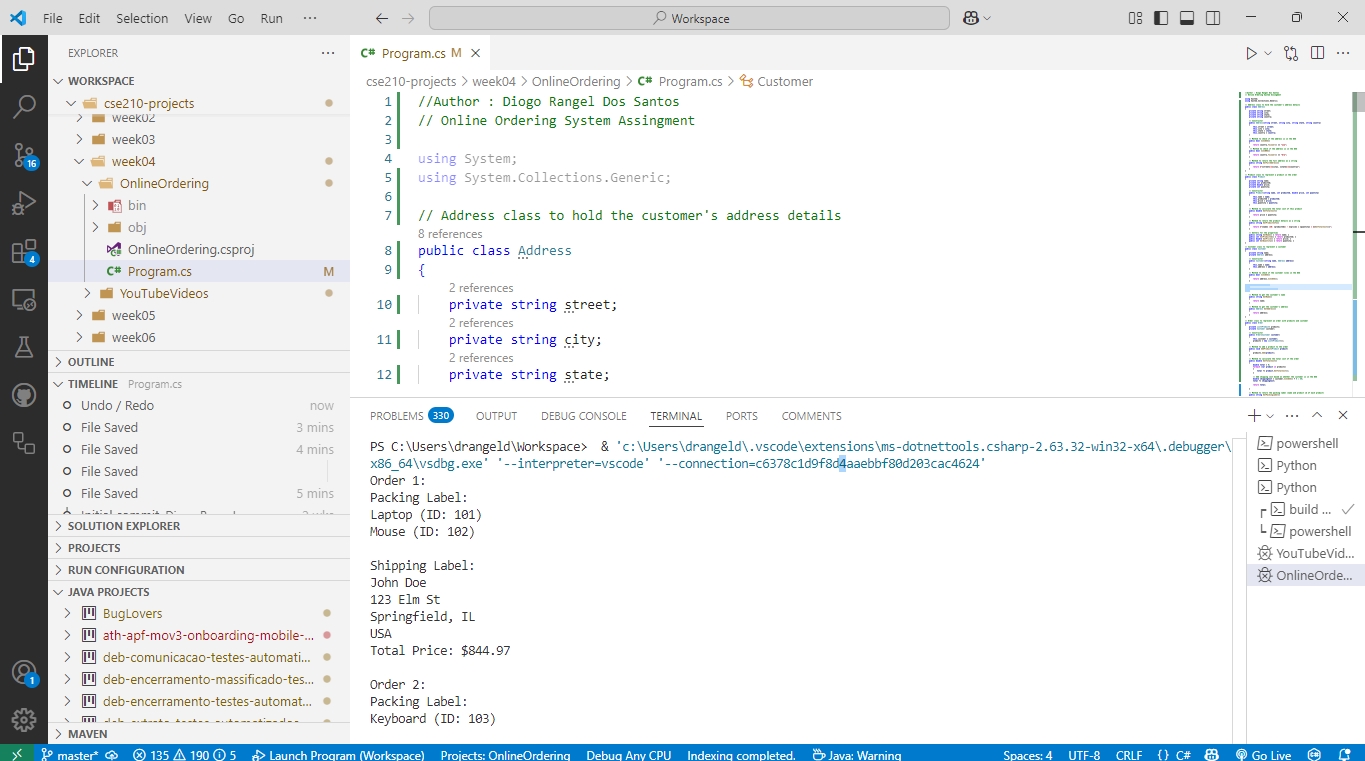 File Edit Selection View Go Run ··· Workspace
EXPLORER ···
WORKSPACE
cse210-projects
week02
week03
week04
OnlineOrdering
bin
obj
OnlineOrdering.csproj
Program.cs M
YouTubeVideos
week05
week06
OUTLINE
TIMELINE Program.cs
Undo / Redo now
File Saved 3 mins
File Saved 4 mins
File Saved
File Saved 5 mins
SOLUTION EXPLORER
PROJECTS
RUN CONFIGURATION
JAVA PROJECTS
BugLovers
ath-apf-mov3-onboarding-mobile-...
deb-comunicacao-testes-automati...
deb-encerramento-massificado-tes...
deb-encerramento-testes-automat...
deb-extrato-testes-automatizados
MAVEN
16
4
1
C# Program.cs M
cse210-projects > week04 > OnlineOrdering > C# Program.cs > Customer
1 //Author : Diogo Rangel Dos Santos
2 // Online Ordering System Assingment
3
4 using System;
5 using System.Collections.Generic;
6
7 // Address class to hold the customer's address details
8 references
8 public class Address
9 {
2 references
10 private string street;
2 references
11 private string city;
2 references
12 private string state;
PROBLEMS 330 OUTPUT DEBUG CONSOLE TERMINAL PORTS COMMENTS
PS C:\Users\drangeld\Workspace> & 'c:\Users\drangeld\.vscode\extensions\ms-dotnettools.csharp-2.63.32-win32-x64\.debugger\
x86_64\vsdbg.exe' '--interpreter=vscode' '--connection=c6378c1d9f8d4aaebbf80d203cac4624'
Order 1:
Packing Label:
Laptop (ID: 101)
Mouse (ID: 102)
Shipping Label:
John Doe
123 Elm St
Springfield, IL
USA
Total Price: $844.97
Order 2:
Packing Label:
Keyboard (ID: 103)
powershell
Python
Python
build ...
powershell
YouTubeVid...
OnlineOrde...
master* 135 190 5 Launch Program (Workspace) Projects: OnlineOrdering Debug Any CPU Indexing completed. Java: Warning Spaces: 4 UTF-8 CRLF {} C# Go Live